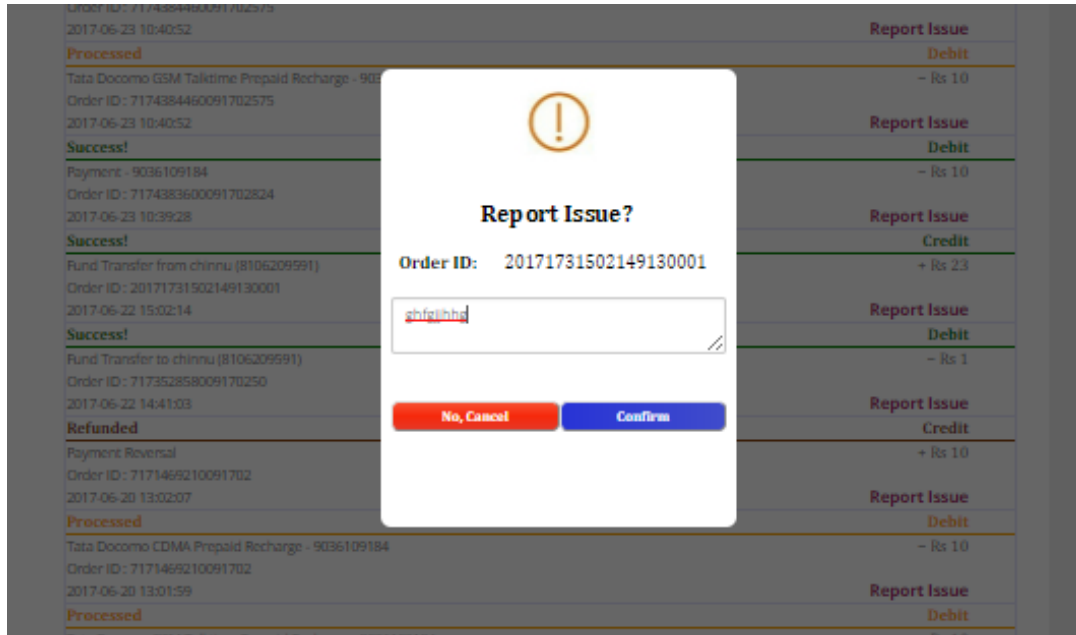 Order ID : 7174384460091702575
2017-06-23 10:40:52 Report Issue
Processed Debit
Tata Docomo GSM Talktime Prepaid Recharge - 903 − Rs 10
Order ID : 7174384460091702575
2017-06-23 10:40:52 Report Issue
Success! Debit
Payment - 9036109184 − Rs 10
Order ID : 7174383600091702824
2017-06-23 10:39:28 Report Issue
Success! Credit
Fund Transfer from chinnu (8106209591) + Rs 23
Order ID : 20171731502149130001
2017-06-22 15:02:14 Report Issue
Success! Debit
Fund Transfer to chinnu (8106209591) − Rs 1
Order ID : 717352858009170250
2017-06-22 14:41:03 Report Issue
Refunded Credit
Payment Reversal + Rs 10
Order ID : 7171469210091702
2017-06-20 13:02:07 Report Issue
Processed Debit
Tata Docomo CDMA Prepaid Recharge - 9036109184 − Rs 10
Order ID : 7171469210091702
2017-06-20 13:01:59 Report Issue
Processed Debit
Report Issue?
Order ID: 20171731502149130001
No, Cancel Confirm